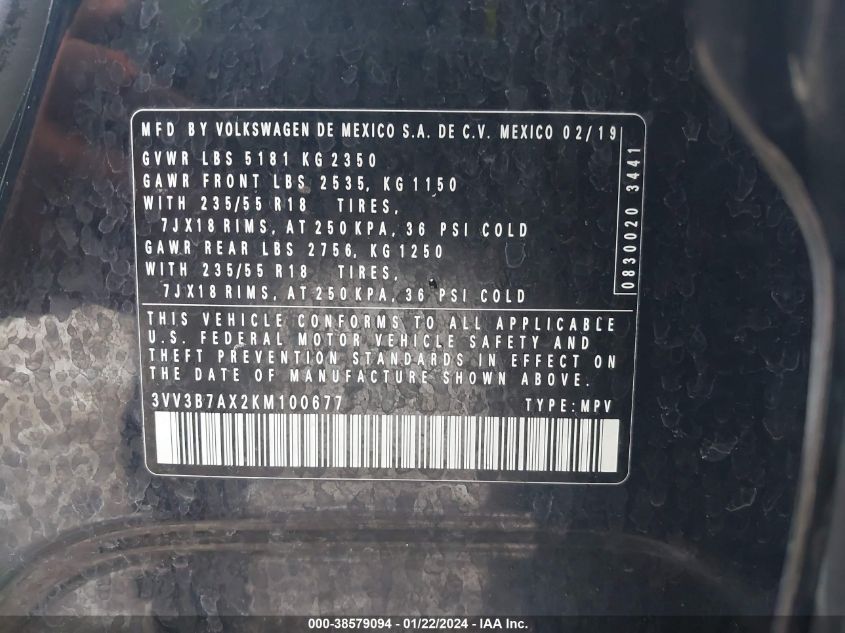 MFD BY VOLKSWAGEN DE MEXICO S.A. DE C.V. MEXICO 02/19
GVWR LBS 5181 KG 2350
GAWR FRONT LBS 2535, KG 1150
WITH 235/55 R18 TIRES,
7JX18 RIMS, AT 250 KPA, 36 PSI COLD
GAWR REAR LBS 2756, KG 1250
WITH 235/55 R18 TIRES,
7JX18 RIMS, AT 250 KPA, 36 PSI COLD
0830020 3441
THIS VEHICLE CONFORMS TO ALL APPLICABLE
U.S. FEDERAL MOTOR VEHICLE SAFETY AND
THEFT PREVENTION STANDARDS IN EFFECT ON
THE DATE OF MANUFACTURE SHOWN ABOVE.
3VV3B7AX2KM100677 TYPE: MPV
000-38579094 - 01/22/2024 - IAA Inc.